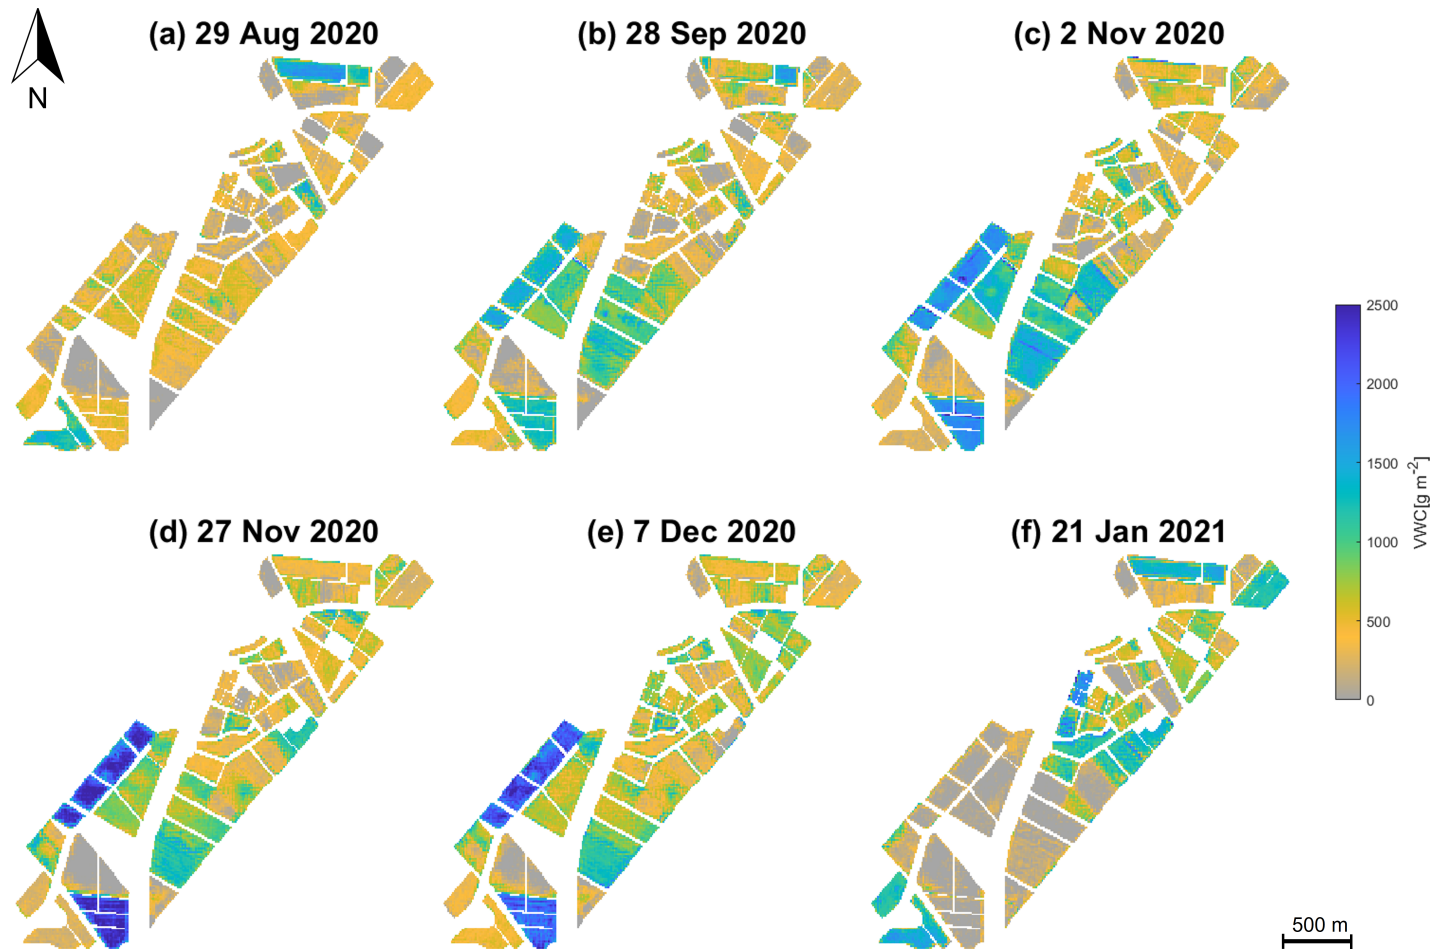 (a) 29 Aug 2020
(b) 28 Sep 2020
(c) 2 Nov 2020
N
2500
2000
1500
1000
500
0
VWC[g m-2]
(d) 27 Nov 2020
(e) 7 Dec 2020
(f) 21 Jan 2021
500 m